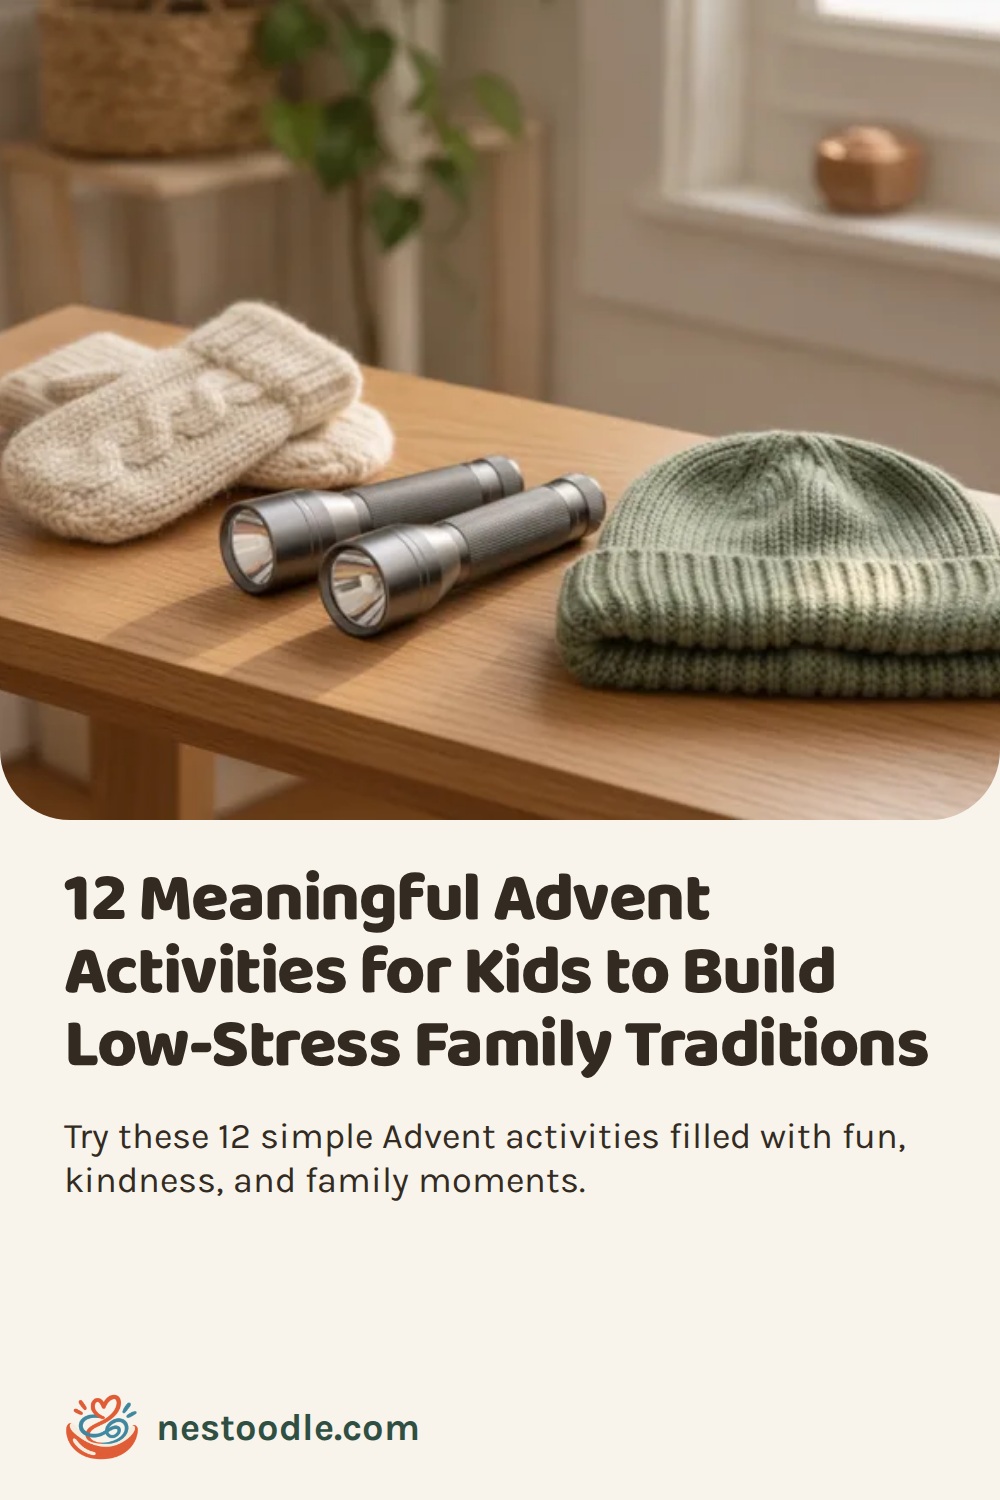 12 Meaningful Advent
Activities for Kids to Build
Low-Stress Family Traditions
Try these 12 simple Advent activities filled with fun,
kindness, and family moments.
nestoodle.com